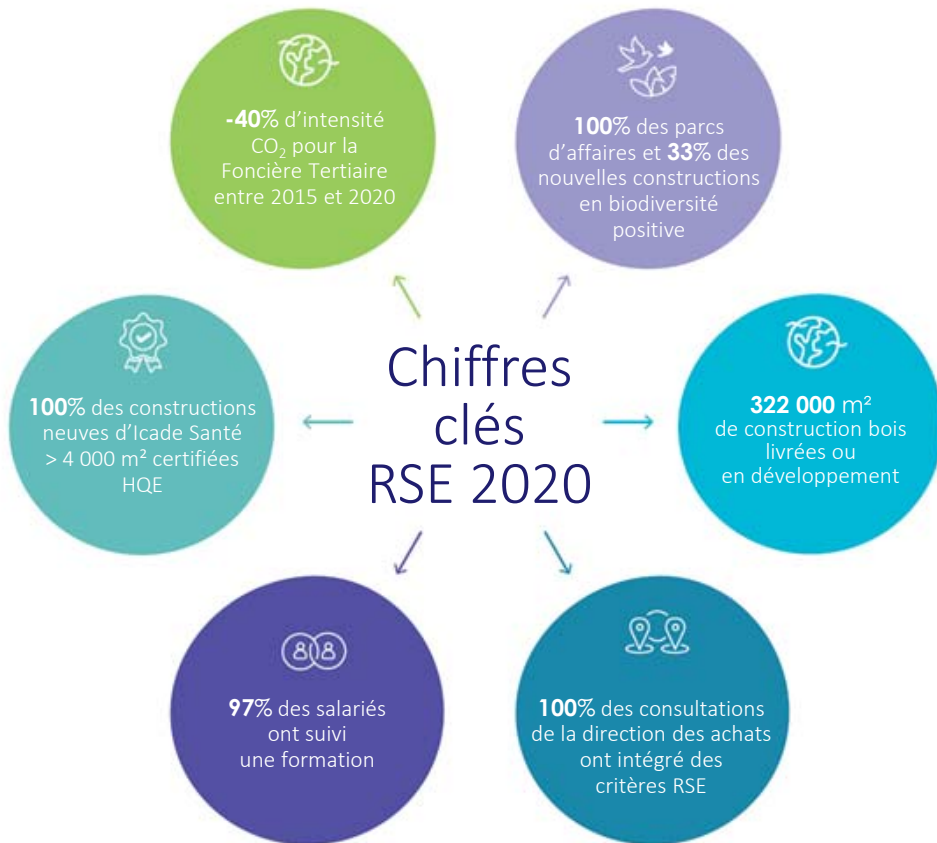 -40% d'intensité
CO₂ pour la
Foncière Tertiaire
entre 2015 et 2020
100% des parcs
d'affaires et 33% des
nouvelles constructions
en biodiversité
positive
Chiffres
clés
RSE 2020
100% des constructions
neuves d'Icade Santé
> 4 000 m² certifiées
HQE
322 000 m²
de construction bois
livrées ou
en développement
97% des salariés
ont suivi
une formation
100% des consultations
de la direction des achats
ont intégré des
critères RSE